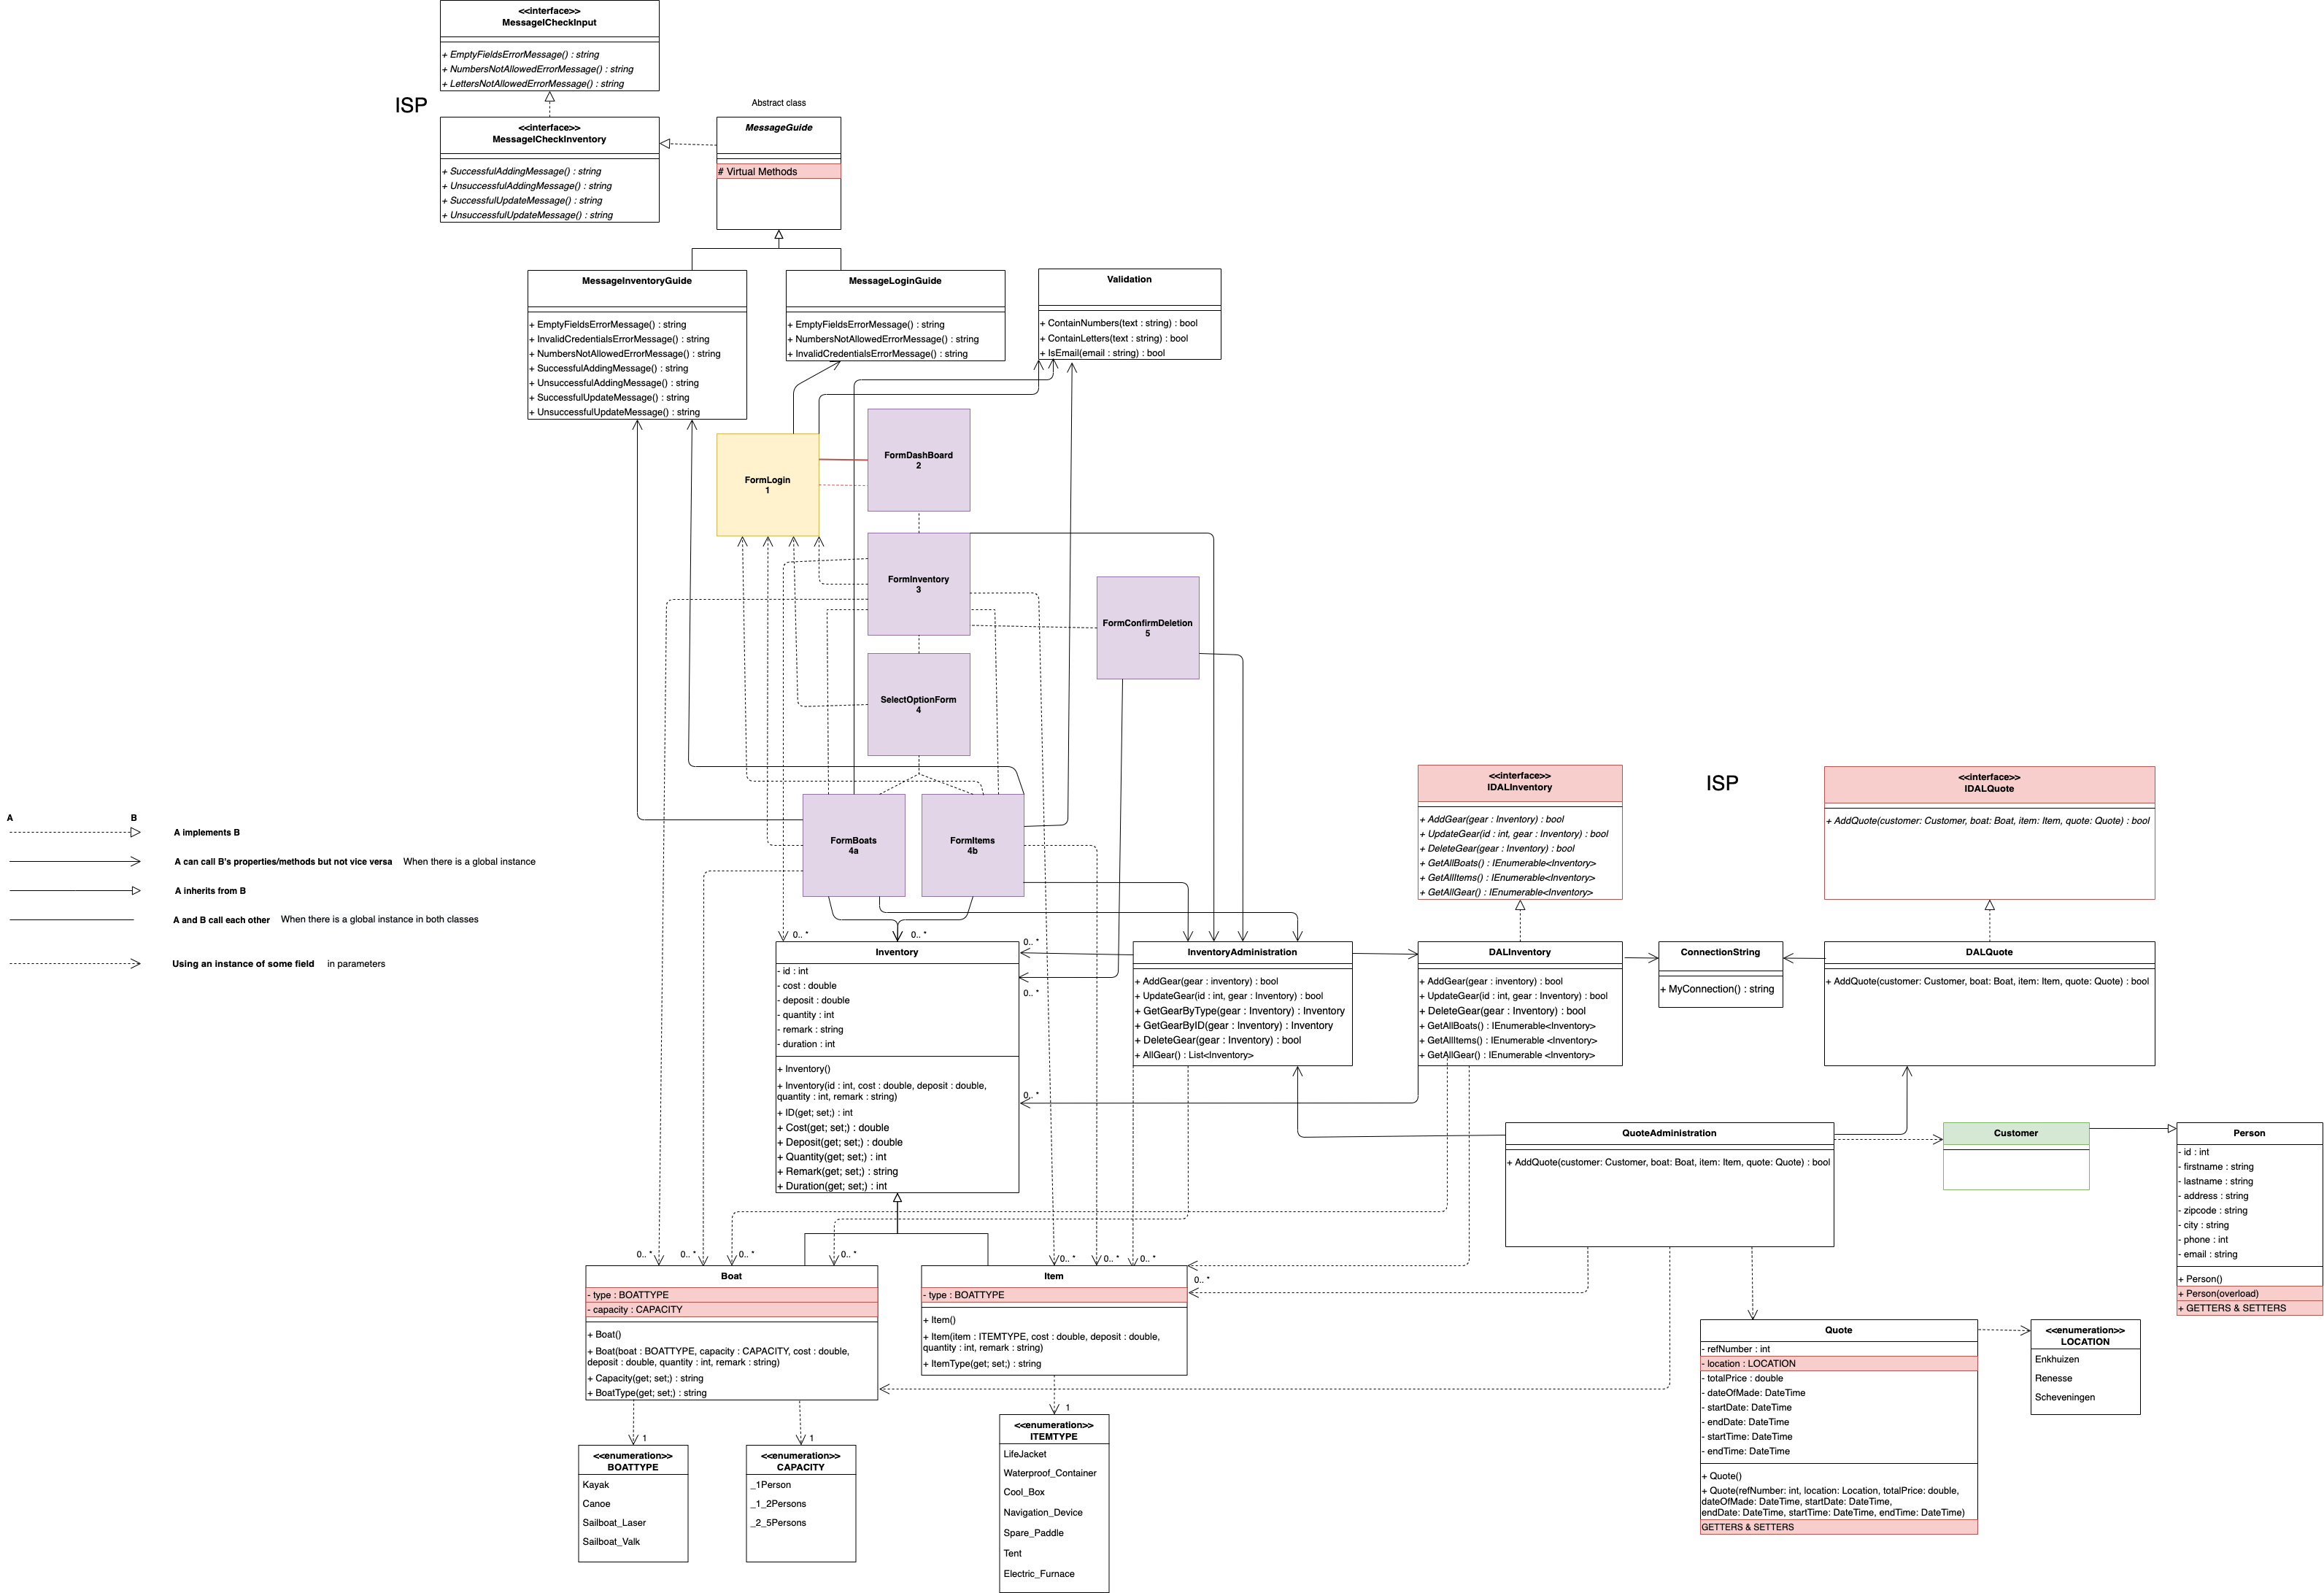 <<interface>>
MessageICheckInput
+ EmptyFieldsErrorMessage() : string
+ NumbersNotAllowedErrorMessage() : string
+ LettersNotAllowedErrorMessage() : string
ISP
<<interface>>
MessageICheckInventory
+ SuccessfulAddingMessage() : string
+ UnsuccessfulAddingMessage() : string
+ SuccessfulUpdateMessage() : string
+ UnsuccessfulUpdateMessage() : string
Abstract class
MessageGuide
# Virtual Methods
MessageInventoryGuide
+ EmptyFieldsErrorMessage() : string
+ InvalidCredentialsErrorMessage() : string
+ NumbersNotAllowedErrorMessage() : string
+ SuccessfulAddingMessage() : string
+ UnsuccessfulAddingMessage() : string
+ SuccessfulUpdateMessage() : string
+ UnsuccessfulUpdateMessage() : string
MessageLoginGuide
+ EmptyFieldsErrorMessage() : string
+ NumbersNotAllowedErrorMessage() : string
+ InvalidCredentialsErrorMessage() : string
Validation
+ ContainNumbers(text : string) : bool
+ ContainLetters(text : string) : bool
+ IsEmail(email : string) : bool
FormLogin
1
FormDashBoard
2
FormInventory
3
FormConfirmDeletion
5
SelectOptionForm
4
FormBoats
4a
FormItems
4b
A
B
A implements B
A can call B's properties/methods but not vice versa When there is a global instance
A inherits from B
A and B call each other When there is a global instance in both classes
Using an instance of some field in parameters
<<interface>>
IDALInventory
+ AddGear(gear : Inventory) : bool
+ UpdateGear(id : int, gear : Inventory) : bool
+ DeleteGear(gear : Inventory) : bool
+ GetAllBoats() : IEnumerable<Inventory>
+ GetAllItems() : IEnumerable<Inventory>
+ GetAllGear() : IEnumerable<Inventory>
ISP
<<interface>>
IDALQuote
+ AddQuote(customer: Customer, boat: Boat, item: Item, quote: Quote) : bool
0.. *
0.. *
0.. *
0.. *
0.. *
Inventory
- id : int
- cost : double
- deposit : double
- quantity : int
- remark : string
- duration : int
+ Inventory()
+ Inventory(id : int, cost : double, deposit : double,
quantity : int, remark : string)
+ ID(get; set;) : int
+ Cost(get; set;) : double
+ Deposit(get; set;) : double
+ Quantity(get; set;) : int
+ Remark(get; set;) : string
+ Duration(get; set;) : int
InventoryAdministration
+ AddGear(gear : inventory) : bool
+ UpdateGear(id : int, gear : Inventory) : bool
+ GetGearByType(gear : Inventory) : Inventory
+ GetGearByID(gear : Inventory) : Inventory
+ DeleteGear(gear : Inventory) : bool
+ AllGear() : List<Inventory>
DALInventory
+ AddGear(gear : inventory) : bool
+ UpdateGear(id : int, gear : Inventory) : bool
+ DeleteGear(gear : Inventory) : bool
+ GetAllBoats() : IEnumerable<Inventory>
+ GetAllItems() : IEnumerable <Inventory>
+ GetAllGear() : IEnumerable <Inventory>
ConnectionString
+ MyConnection() : string
DALQuote
+ AddQuote(customer: Customer, boat: Boat, item: Item, quote: Quote) : bool
QuoteAdministration
+ AddQuote(customer: Customer, boat: Boat, item: Item, quote: Quote) : bool
Customer
Person
- id : int
- firstname : string
- lastname : string
- address : string
- zipcode : string
- city : string
- phone : int
- email : string
+ Person()
+ Person(overload)
+ GETTERS & SETTERS
0.. *
0.. *
0.. *
0.. *
0.. *
0.. *
0.. *
0.. *
Boat
- type : BOATTYPE
- capacity : CAPACITY
+ Boat()
+ Boat(boat : BOATTYPE, capacity : CAPACITY, cost : double,
deposit : double, quantity : int, remark : string)
+ Capacity(get; set;) : string
+ BoatType(get; set;) : string
Item
- type : BOATTYPE
+ Item()
+ Item(item : ITEMTYPE, cost : double, deposit : double,
quantity : int, remark : string)
+ ItemType(get; set;) : string
Quote
- refNumber : int
- location : LOCATION
- totalPrice : double
- dateOfMade: DateTime
- startDate: DateTime
- endDate: DateTime
- startTime: DateTime
- endTime: DateTime
+ Quote()
+ Quote(refNumber: int, location: Location, totalPrice: double,
dateOfMade: DateTime, startDate: DateTime,
endDate: DateTime, startTime: DateTime, endTime: DateTime)
GETTERS & SETTERS
<<enumeration>>
LOCATION
Enkhuizen
Renesse
Scheveningen
1
<<enumeration>>
BOATTYPE
Kayak
Canoe
Sailboat_Laser
Sailboat_Valk
1
<<enumeration>>
CAPACITY
_1Person
_1_2Persons
_2_5Persons
1
<<enumeration>>
ITEMTYPE
LifeJacket
Waterproof_Container
Cool_Box
Navigation_Device
Spare_Paddle
Tent
Electric_Furnace